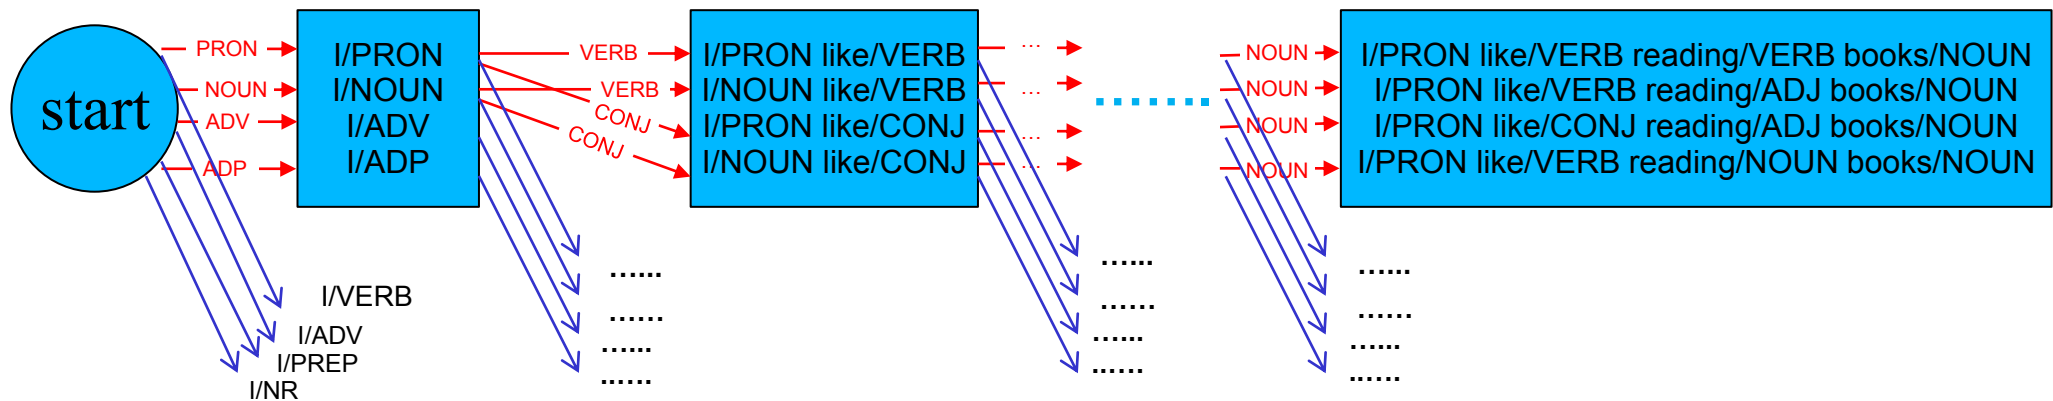 start
PRON
NOUN
ADV
ADP
I/PRON
I/NOUN
I/ADV
I/ADP
VERB
VERB
CONJ
CONJ
I/PRON like/VERB
I/NOUN like/VERB
I/PRON like/CONJ
I/NOUN like/CONJ
...
...
...
...
NOUN
NOUN
NOUN
NOUN
I/PRON like/VERB reading/VERB books/NOUN
I/PRON like/VERB reading/ADJ books/NOUN
I/PRON like/CONJ reading/ADJ books/NOUN
I/PRON like/VERB reading/NOUN books/NOUN
I/VERB
I/ADV
I/PREP
I/NR
......
......
......
......
......
......
......
......
......
......
......
......